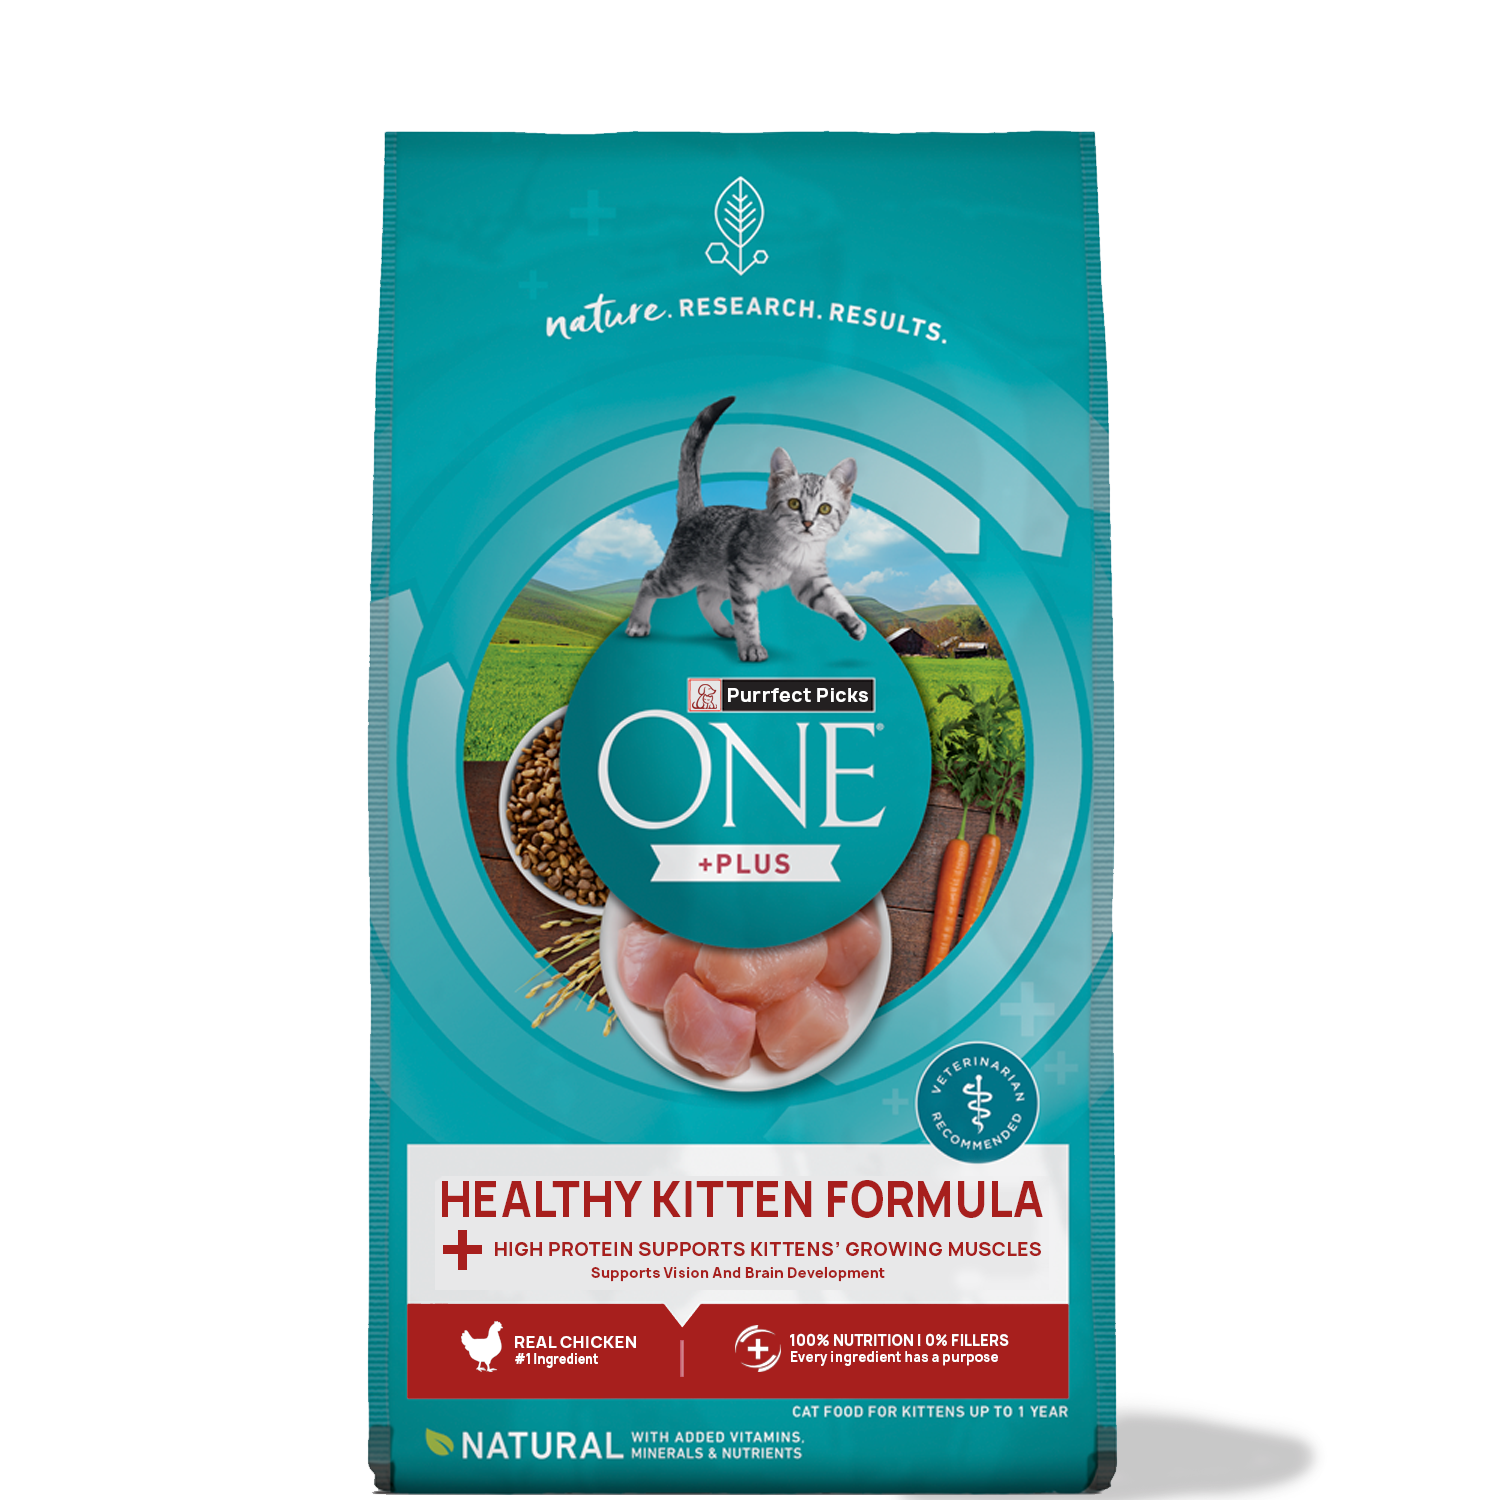 nature. RESEARCH. RESULTS.
Purrfect Picks
ONE®
+PLUS
VETERINARIAN
RECOMMENDED
HEALTHY KITTEN FORMULA
+ HIGH PROTEIN SUPPORTS KITTENS’ GROWING MUSCLES
Supports Vision And Brain Development
REAL CHICKEN
#1 Ingredient
100% NUTRITION | 0% FILLERS
Every ingredient has a purpose
CAT FOOD FOR KITTENS UP TO 1 YEAR
NATURAL WITH ADDED VITAMINS,
MINERALS & NUTRIENTS